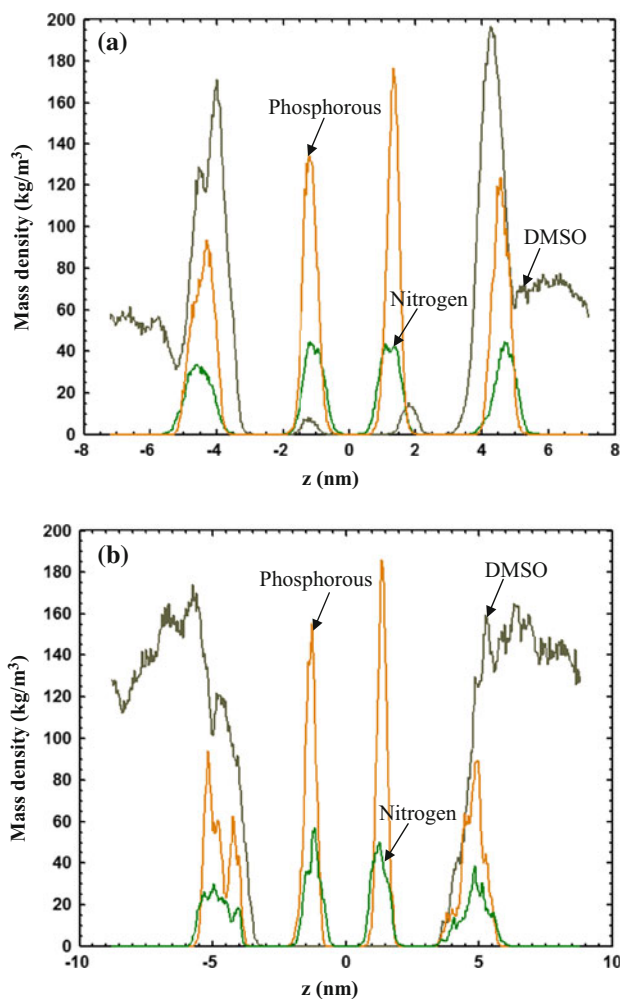 (a)
200
180
160
140
120
100
80
60
40
20
0
Mass density (kg/m³)
Phosphorous
DMSO
Nitrogen
-8 -6 -4 -2 0 2 4 6 8
z (nm)
(b)
200
180
160
140
120
100
80
60
40
20
0
Mass density (kg/m³)
Phosphorous
DMSO
Nitrogen
-10 -5 0 5 10
z (nm)